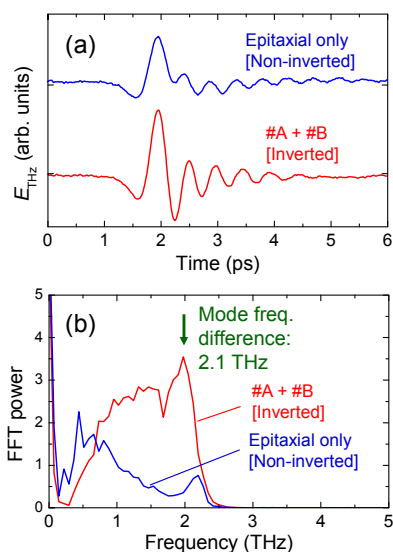 (a)
Epitaxial only
[Non-inverted]
#A + #B
[Inverted]
E_THz (arb. units)
0 1 2 3 4 5 6
Time (ps)
(b)
Mode freq.
difference:
2.1 THz
#A + #B
[Inverted]
Epitaxial only
[Non-inverted]
FFT power
5
4
3
2
1
0
0 1 2 3 4 5
Frequency (THz)